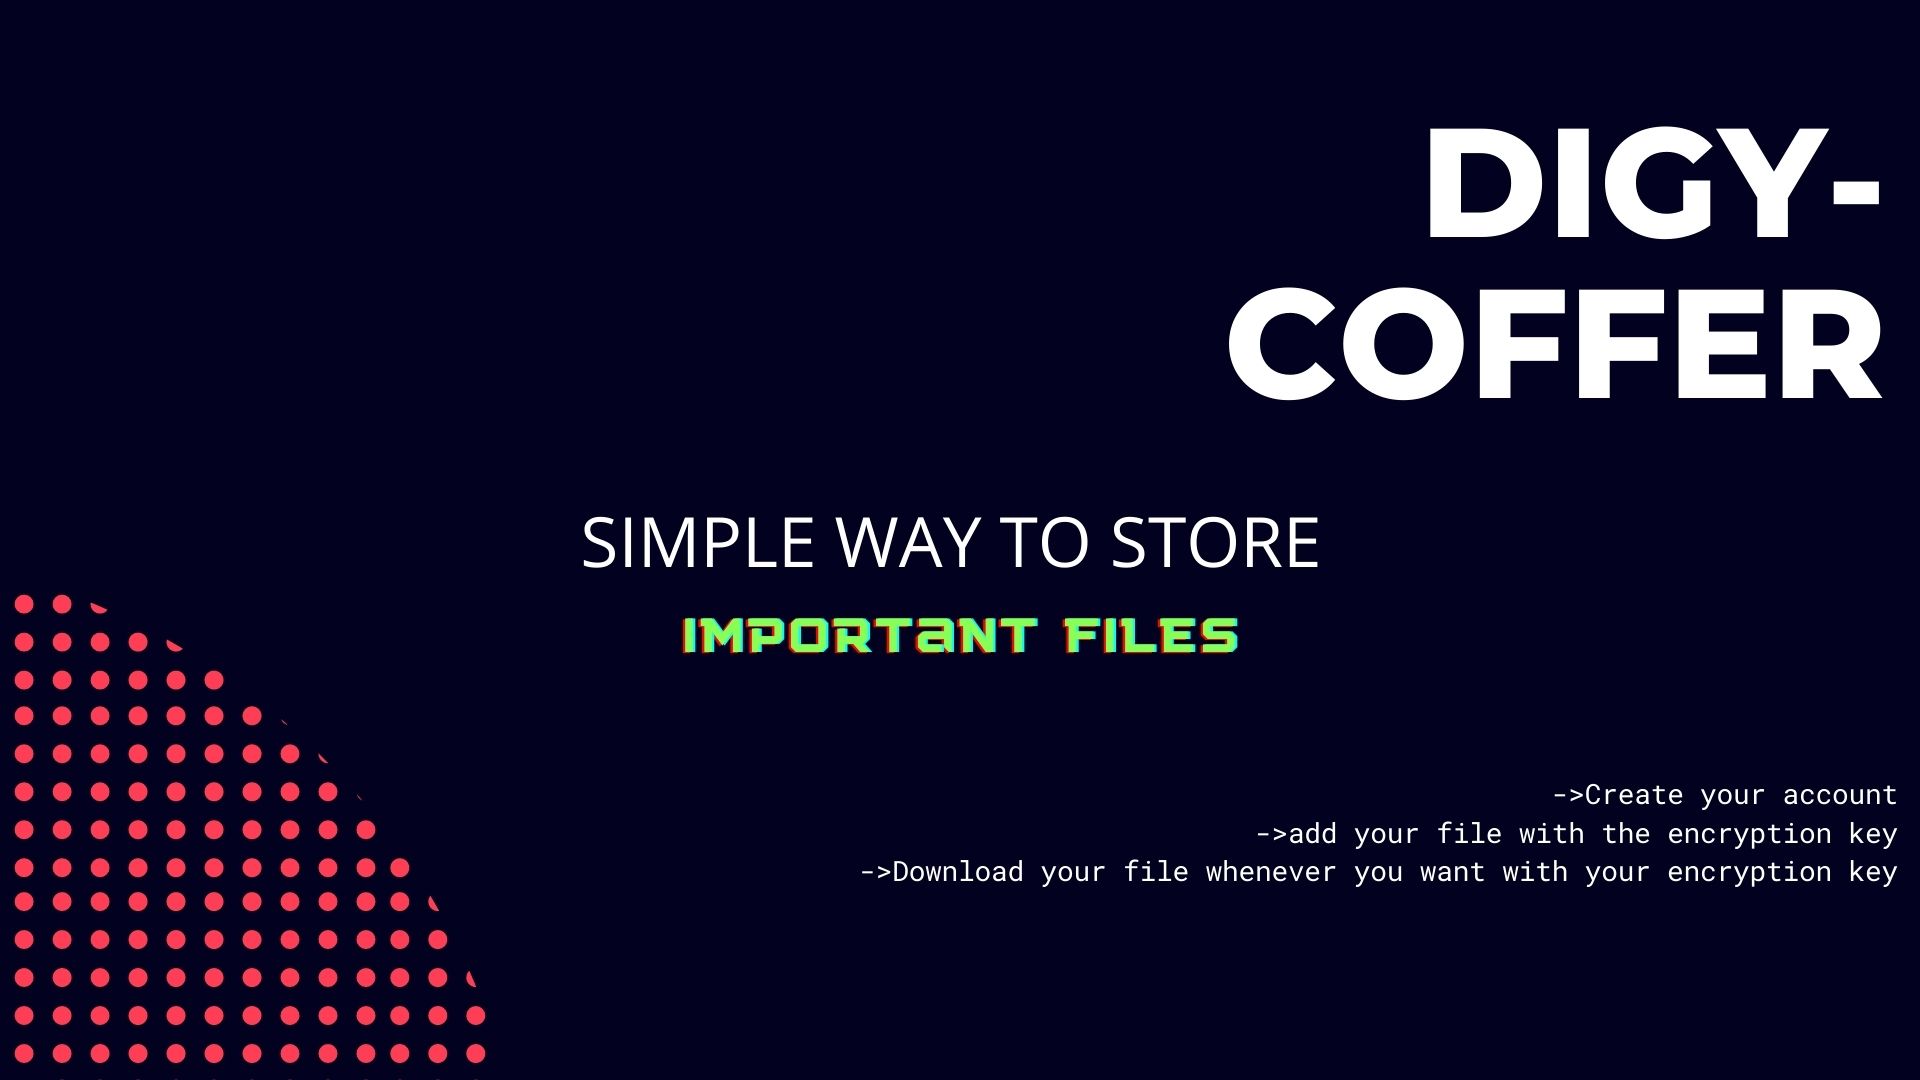 DIGY-
COFFER
SIMPLE WAY TO STORE
IMPORTANT FILES
->Create your account
->add your file with the encryption key
->Download your file whenever you want with your encryption key